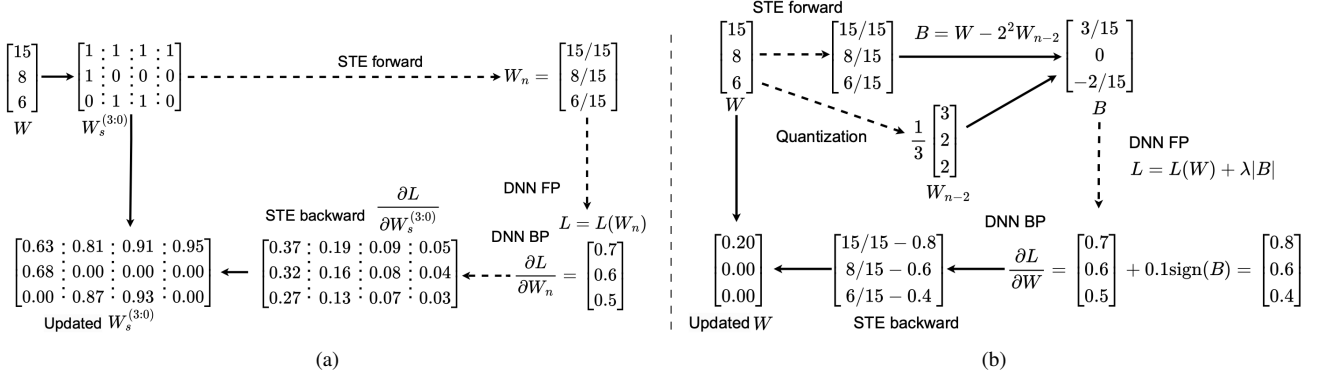 [15 8 6]
W
[1 : 1 : 1 : 1
1 : 0 : 0 : 0
0 : 1 : 1 : 0]
W_s^{(3:0)}
STE forward
W_n = [15/15 8/15 6/15]
DNN FP
L = L(W_n)
DNN BP
∂L/∂W_n = [0.7 0.6 0.5]
STE backward ∂L/∂W_s^{(3:0)}
[0.37 : 0.19 : 0.09 : 0.05
0.32 : 0.16 : 0.08 : 0.04
0.27 : 0.13 : 0.07 : 0.03]
[0.63 : 0.81 : 0.91 : 0.95
0.68 : 0.00 : 0.00 : 0.00
0.00 : 0.87 : 0.93 : 0.00]
Updated W_s^{(3:0)}
(a)
STE forward
[15 8 6]
W
[15/15 8/15 6/15]
B = W − 2^2 W_{n−2}
[3/15 0 −2/15]
B
Quantization
1/3 [3 2 2]
W_{n−2}
DNN FP
L = L(W) + λ|B|
DNN BP
∂L/∂W = [0.7 0.6 0.5] + 0.1sign(B) = [0.8 0.6 0.4]
[15/15 − 0.8
8/15 − 0.6
6/15 − 0.4]
STE backward
[0.20 0.00 0.00]
Updated W
(b)